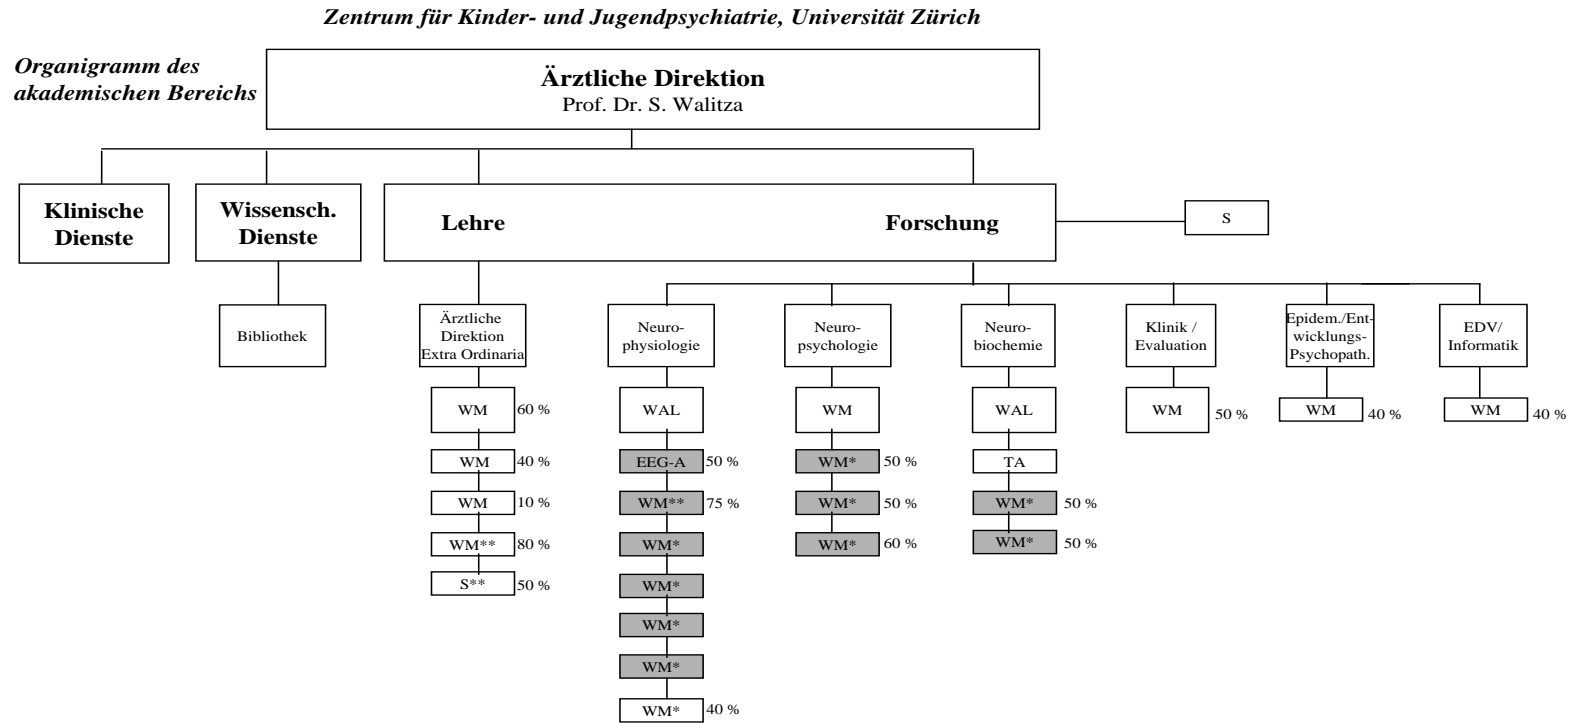 Zentrum für Kinder- und Jugendpsychiatrie, Universität Zürich
Organigramm des
akademischen Bereichs
Ärztliche Direktion
Prof. Dr. S. Walitza
Klinische
Dienste
Wissensch.
Dienste
Lehre
Forschung
S
Bibliothek
Ärztliche
Direktion
Extra Ordinaria
WM 60 %
WM 40 %
WM 10 %
WM** 80 %
S** 50 %
Neuro-
physiologie
WAL
EEG-A 50 %
WM** 75 %
WM*
WM*
WM*
WM*
WM* 40 %
Neuro-
psychologie
WM
WM* 50 %
WM* 50 %
WM* 60 %
Neuro-
biochemie
WAL
TA
WM* 50 %
WM* 50 %
Klinik /
Evaluation
WM 50 %
Epidem./Ent-
wicklungs-
Psychopath.
WM 40 %
EDV/
Informatik
WM 40 %